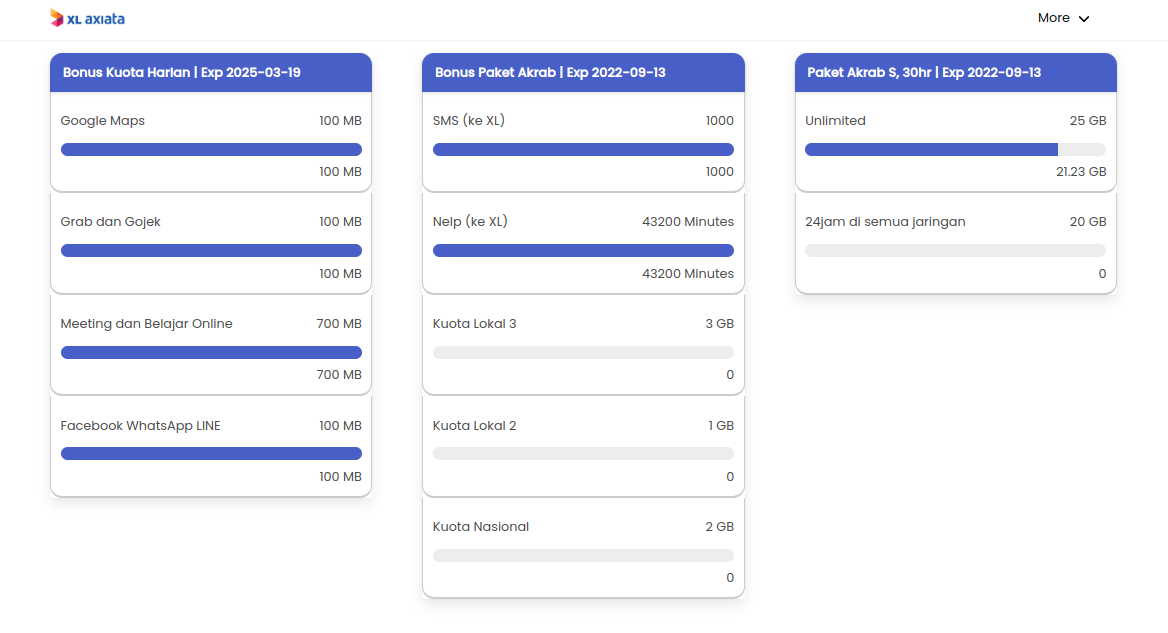 XL axiata
More
Bonus Kuota Harian | Exp 2025-03-19
Google Maps 100 MB
100 MB
Grab dan Gojek 100 MB
100 MB
Meeting dan Belajar Online 700 MB
700 MB
Facebook WhatsApp LINE 100 MB
100 MB
Bonus Paket Akrab | Exp 2022-09-13
SMS (ke XL) 1000
1000
Nelp (ke XL) 43200 Minutes
43200 Minutes
Kuota Lokal 3 3 GB
0
Kuota Lokal 2 1 GB
0
Kuota Nasional 2 GB
0
Paket Akrab S, 30hr | Exp 2022-09-13
Unlimited 25 GB
21.23 GB
24jam di semua jaringan 20 GB
0